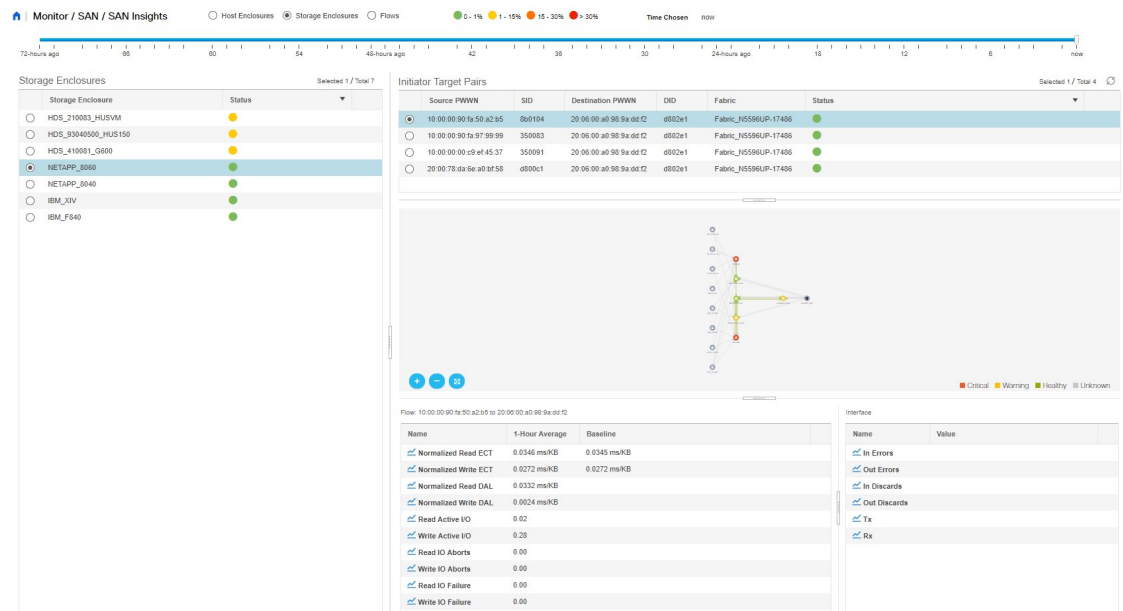 Monitor / SAN / SAN Insights Host Enclosures Storage Enclosures Flows 0 - 1% 1 - 15% 15 - 30% > 30% Time Chosen now
72-hours ago 66 60 54 48-hours ago 42 36 30 24-hours ago 18 12 6 now
Storage Enclosures Selected 1 / Total 7
Storage Enclosure Status
HDS_210083_HUSVM
HDS_93040500_HUS150
HDS_410081_G600
NETAPP_8060
NETAPP_8040
IBM_XIV
IBM_F840
Initiator Target Pairs Selected 1 / Total 4
Source PWWN SID Destination PWWN DID Fabric Status
10:00:00:90:fa:50:a2:b5 8b0104 20:06:00:a0:98:9a:dd:f2 d802e1 Fabric_N5596UP-17486
10:00:00:90:fa:97:99:99 350083 20:06:00:a0:98:9a:dd:f2 d802e1 Fabric_N5596UP-17486
10:00:00:00:c9:ef:45:37 350091 20:06:00:a0:98:9a:dd:f2 d802e1 Fabric_N5596UP-17486
20:00:78:da:6e:a0:bf:58 d800c1 20:06:00:a0:98:9a:dd:f2 d802e1 Fabric_N5596UP-17486
Critical Warning Healthy Unknown
Flow: 10:00:00:90:fa:50:a2:b5 to 20:06:00:a0:98:9a:dd:f2
Name 1-Hour Average Baseline
Normalized Read ECT 0.0346 ms/KB 0.0345 ms/KB
Normalized Write ECT 0.0272 ms/KB 0.0272 ms/KB
Normalized Read DAL 0.0332 ms/KB
Normalized Write DAL 0.0024 ms/KB
Read Active I/O 0.02
Write Active I/O 0.28
Read IO Aborts 0.00
Write IO Aborts 0.00
Read IO Failure 0.00
Write IO Failure 0.00
Interface
Name Value
In Errors
Out Errors
In Discards
Out Discards
Tx
Rx